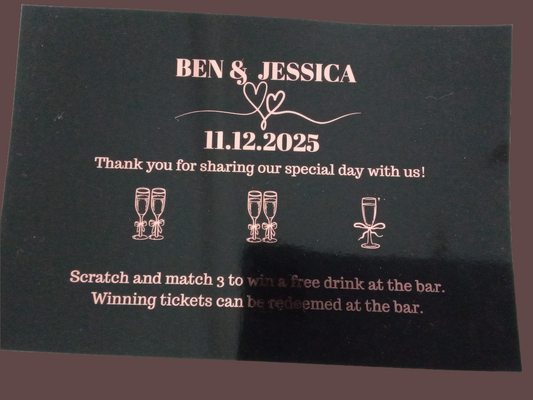 BEN & JESSICA
11.12.2025
Thank you for sharing our special day with us!
Scratch and match 3 to win a free drink at the bar.
Winning tickets can be redeemed at the bar.